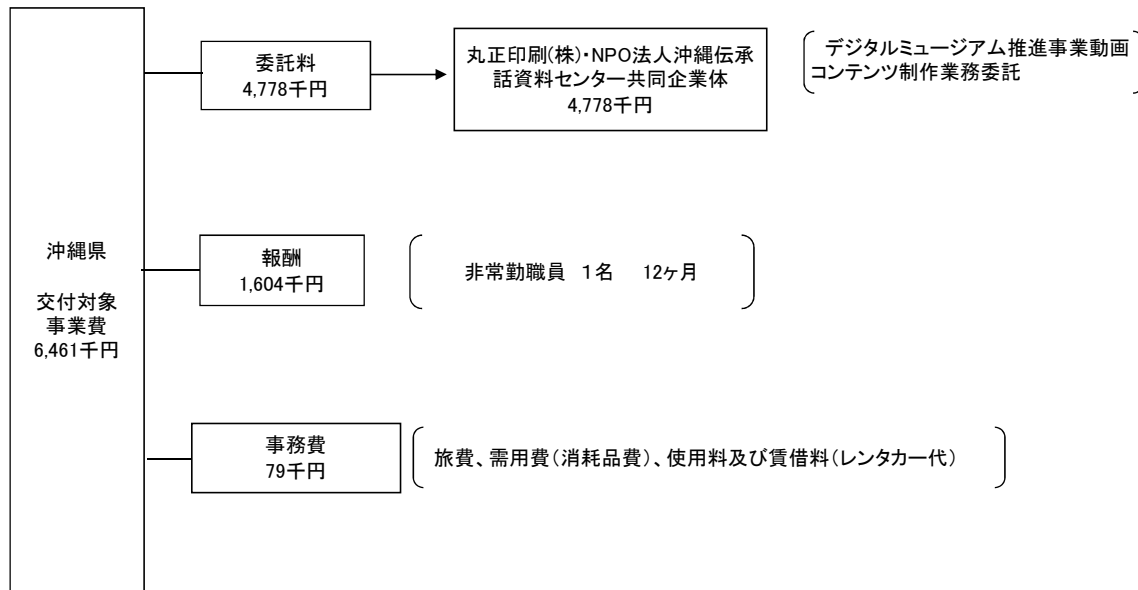 委託料
4,778千円
丸正印刷(株)・NPO法人沖縄伝承
話資料センター共同企業体
4,778千円
デジタルミュージアム推進事業動画
コンテンツ制作業務委託
沖縄県
交付対象
事業費
6,461千円
報酬
1,604千円
非常勤職員 1名 12ヶ月
事務費
79千円
旅費、需用費(消耗品費)、使用料及び賃借料(レンタカー代)